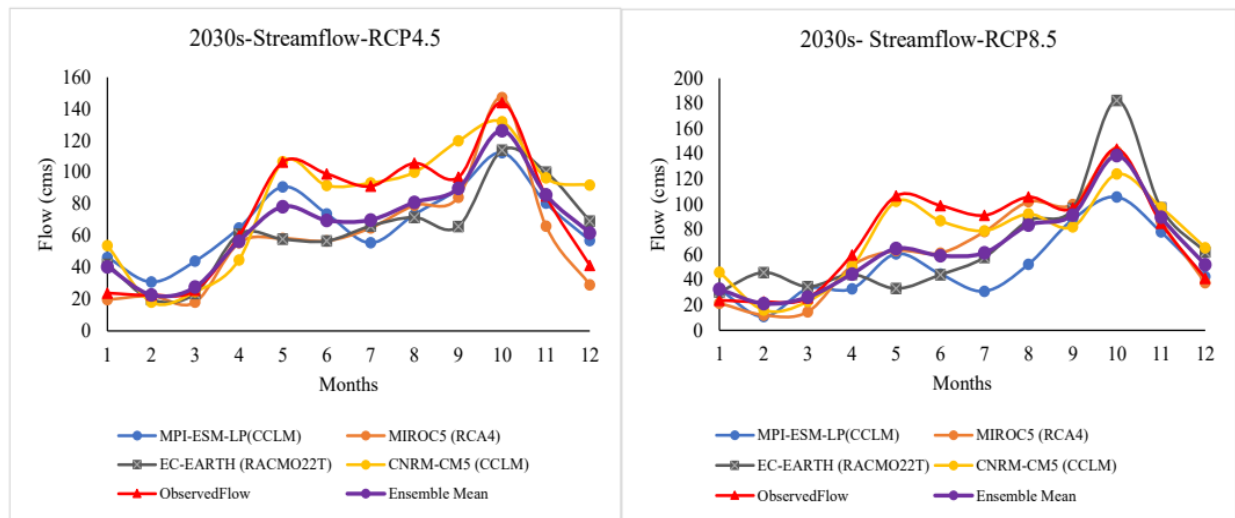 2030s-Streamflow-RCP4.5
160
140
120
100
80
60
40
20
0
Flow (cms)
1 2 3 4 5 6 7 8 9 10 11 12
Months
MPI-ESM-LP(CCLM) MIROC5 (RCA4)
EC-EARTH (RACMO22T) CNRM-CM5 (CCLM)
ObservedFlow Ensemble Mean
2030s- Streamflow-RCP8.5
200
180
160
140
120
100
80
60
40
20
0
Flow (cms)
1 2 3 4 5 6 7 8 9 10 11 12
Months
MPI-ESM-LP(CCLM) MIROC5 (RCA4)
EC-EARTH (RACMO22T) CNRM-CM5 (CCLM)
ObservedFlow Ensemble Mean